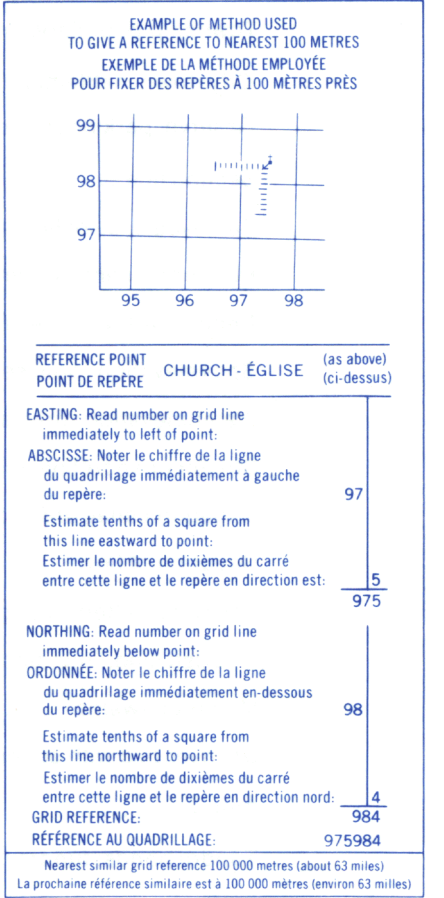 EXAMPLE OF METHOD USED
TO GIVE A REFERENCE TO NEAREST 100 METRES
EXEMPLE DE LA MÉTHODE EMPLOYÉE
POUR FIXER DES REPÈRES À 100 MÈTRES PRÈS
99
98
97
95 96 97 98
REFERENCE POINT
POINT DE REPÈRE
CHURCH - ÉGLISE
(as above)
(ci-dessus)
EASTING: Read number on grid line
immediately to left of point:
ABSCISSE: Noter le chiffre de la ligne
du quadrillage immédiatement à gauche
du repère: 97
Estimate tenths of a square from
this line eastward to point:
Estimer le nombre de dixièmes du carré
entre cette ligne et le repère en direction est: 5
975
NORTHING: Read number on grid line
immediately below point:
ORDONNÉE: Noter le chiffre de la ligne
du quadrillage immédiatement en-dessous
du repère: 98
Estimate tenths of a square from
this line northward to point:
Estimer le nombre de dixièmes du carré
entre cette ligne et le repère en direction nord: 4
GRID REFERENCE: 984
RÉFÉRENCE AU QUADRILLAGE: 975984
Nearest similar grid reference 100 000 metres (about 63 miles)
La prochaine référence similaire est à 100 000 mètres (environ 63 milles)